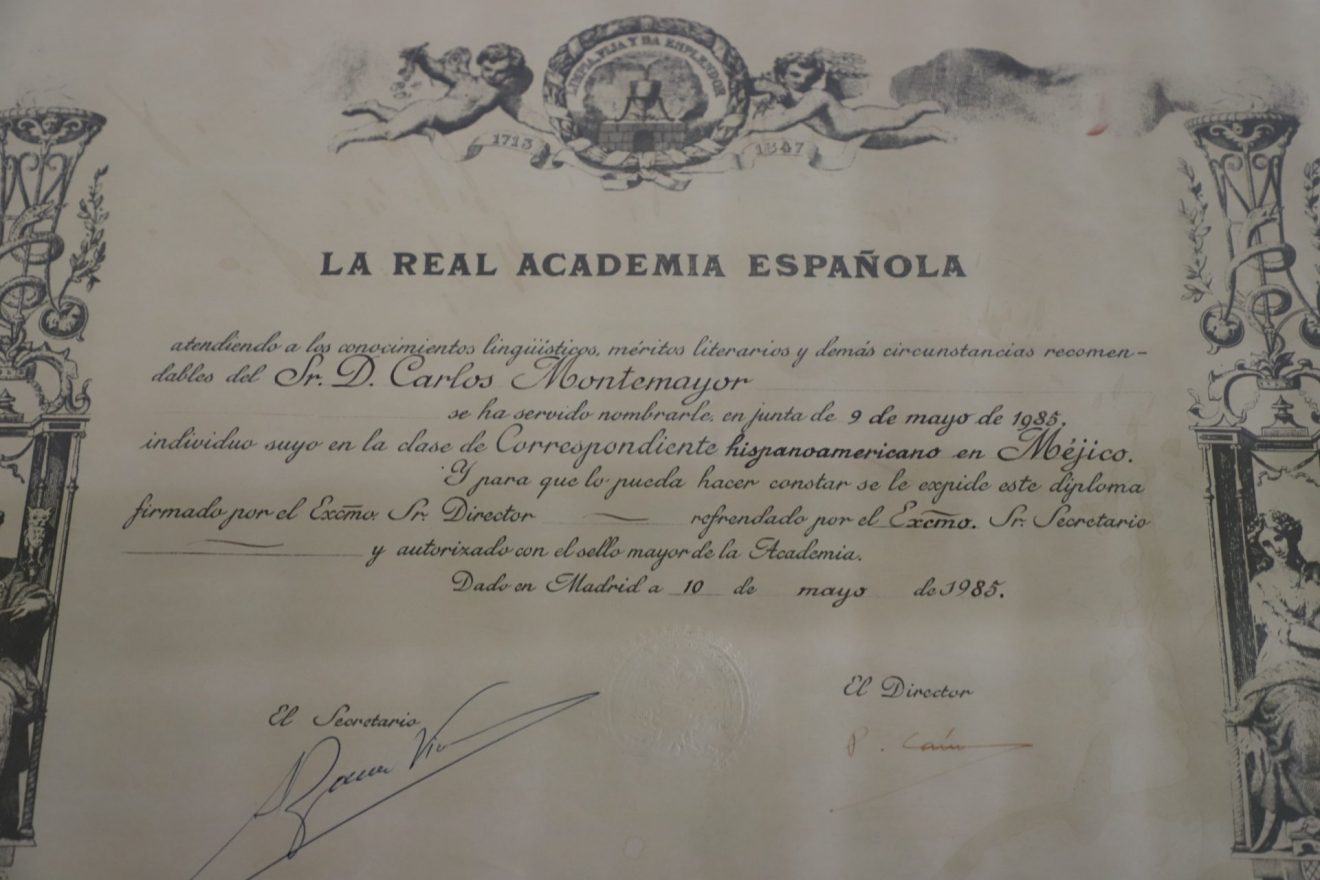 LIMPIA, FIJA Y DA ESPLENDOR
1713
1847
LA REAL ACADEMIA ESPAÑOLA
atendiendo a los conocimientos lingüisticos, méritos literarios y demás circunstancias recomen-
dables del Sr. D. Carlos Montemayor
se ha servido nombrarle, en junta de 9 de mayo de 1985,
individuo suyo en la clase de Correspondiente hispanoamericano en Méjico.
Y para que lo pueda hacer constar se le expide este diploma
firmado por el Excmo. Sr. Director refrendado por el Excmo. Sr. Secretario
y autorizado con el sello mayor de la Academia.
Dado en Madrid a 10 de mayo de 1985.
El Secretario
El Director
P.